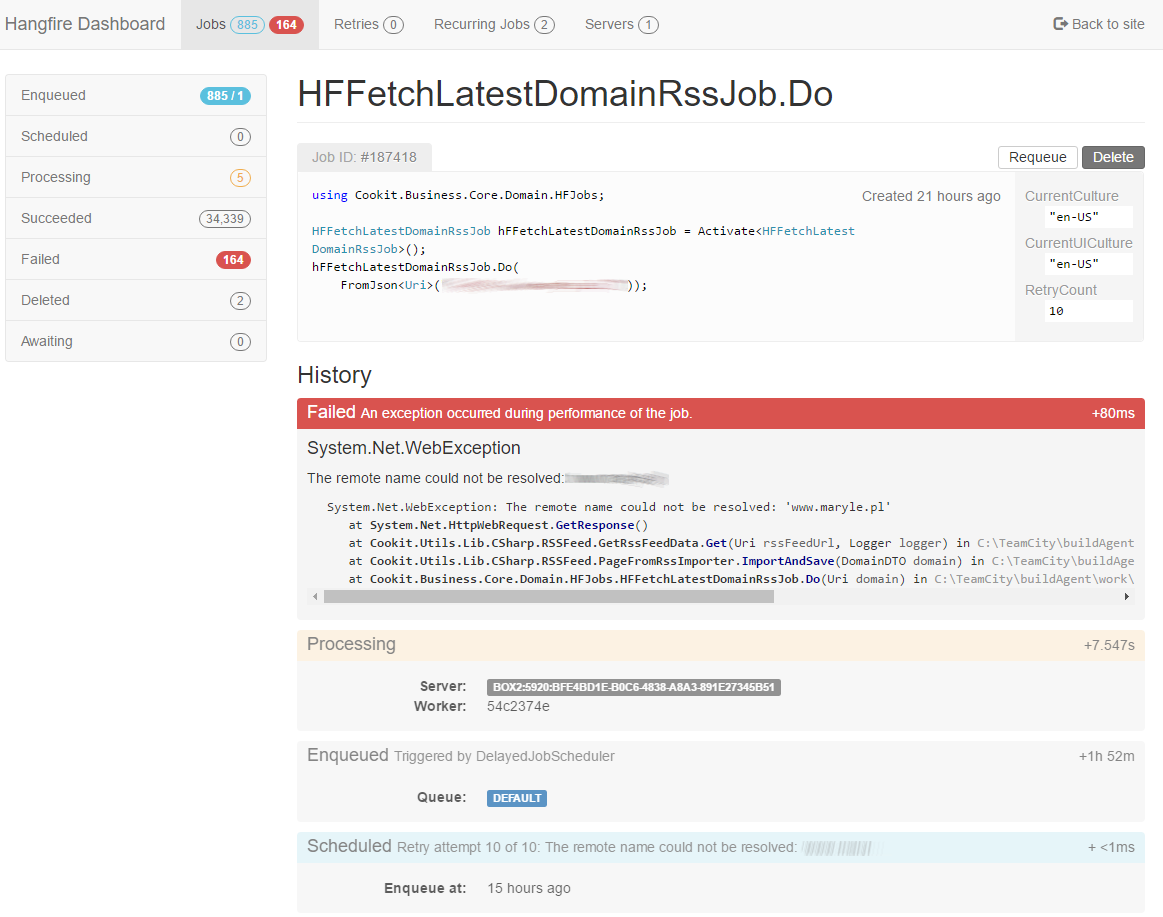 Hangfire Dashboard Jobs 885 164 Retries 0 Recurring Jobs 2 Servers 1 Back to site
Enqueued 885 / 1
Scheduled 0
Processing 5
Succeeded 34,339
Failed 164
Deleted 2
Awaiting 0
HFFetchLatestDomainRssJob.Do
Job ID: #187418 Requeue Delete
using Cookit.Business.Core.Domain.HFJobs;
HFFetchLatestDomainRssJob hFFetchLatestDomainRssJob = Activate<HFFetchLatest
DomainRssJob>();
hFFetchLatestDomainRssJob.Do(
FromJson<Uri>( ));
Created 21 hours ago
CurrentCulture
"en-US"
CurrentUICulture
"en-US"
RetryCount
10
History
Failed An exception occurred during performance of the job. +80ms
System.Net.WebException
The remote name could not be resolved:
System.Net.WebException: The remote name could not be resolved: 'www.maryle.pl'
at System.Net.HttpWebRequest.GetResponse()
at Cookit.Utils.Lib.CSharp.RSSFeed.GetRssFeedData.Get(Uri rssFeedUrl, Logger logger) in C:\TeamCity\buildAgent
at Cookit.Utils.Lib.CSharp.RSSFeed.PageFromRssImporter.ImportAndSave(DomainDTO domain) in C:\TeamCity\buildAge
at Cookit.Business.Core.Domain.HFJobs.HFFetchLatestDomainRssJob.Do(Uri domain) in C:\TeamCity\buildAgent\work\
Processing +7.547s
Server: BOX2:5920:BFE4BD1E-B0C6-4838-A8A3-891E27345B51
Worker: 54c2374e
Enqueued Triggered by DelayedJobScheduler +1h 52m
Queue: DEFAULT
Scheduled Retry attempt 10 of 10: The remote name could not be resolved: + <1ms
Enqueue at: 15 hours ago